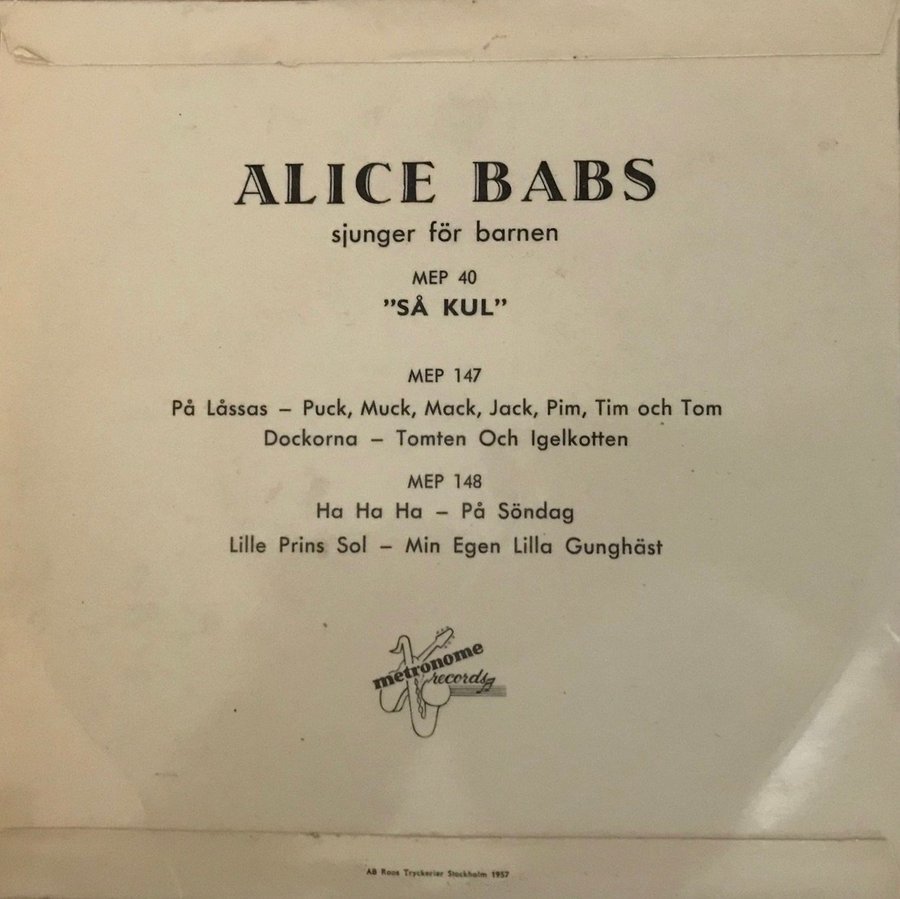 ALICE BABS
sjunger för barnen
MEP 40
”SÅ KUL”
MEP 147
På Låssas – Puck, Muck, Mack, Jack, Pim, Tim och Tom
Dockorna – Tomten Och Igelkotten
MEP 148
Ha Ha Ha – På Söndag
Lille Prins Sol – Min Egen Lilla Gunghäst
metronome
records
AB Roos Tryckerier Stockholm 1957